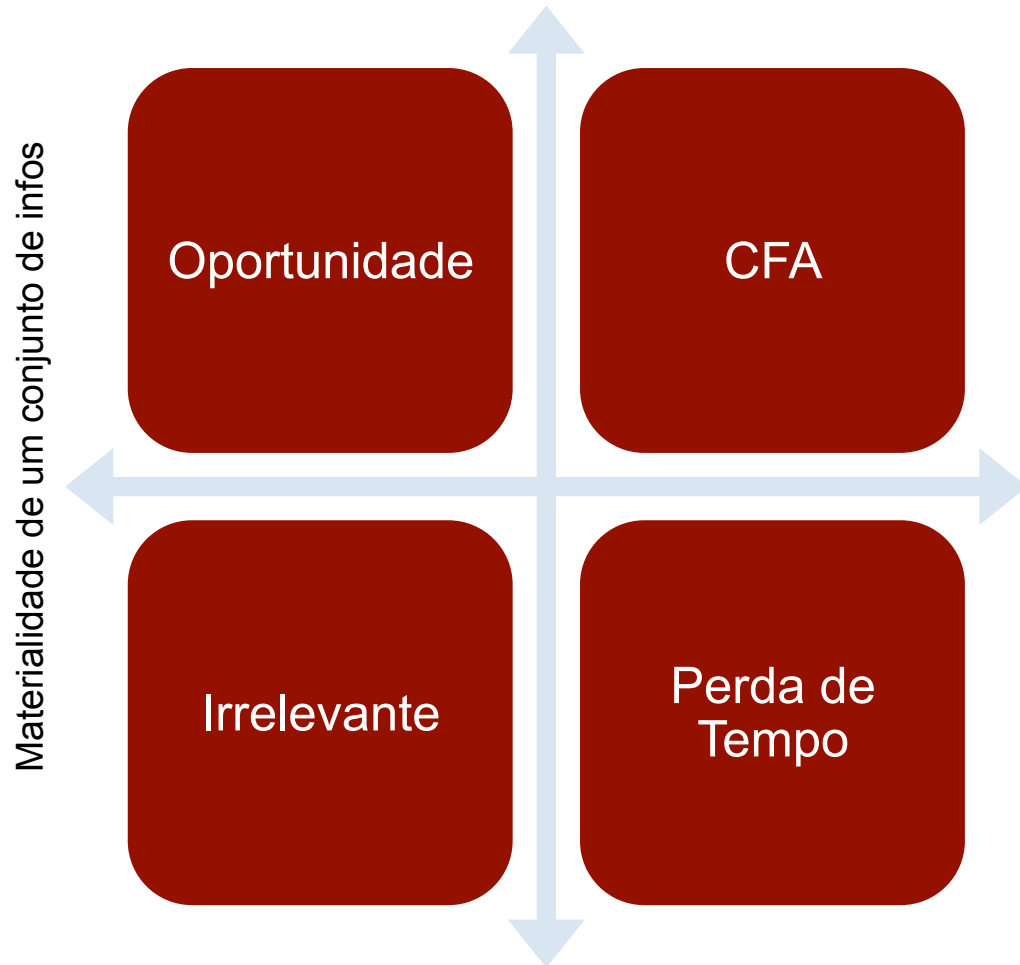 Materialidade de um conjunto de infos
Oportunidade
CFA
Irrelevante
Perda de
Tempo